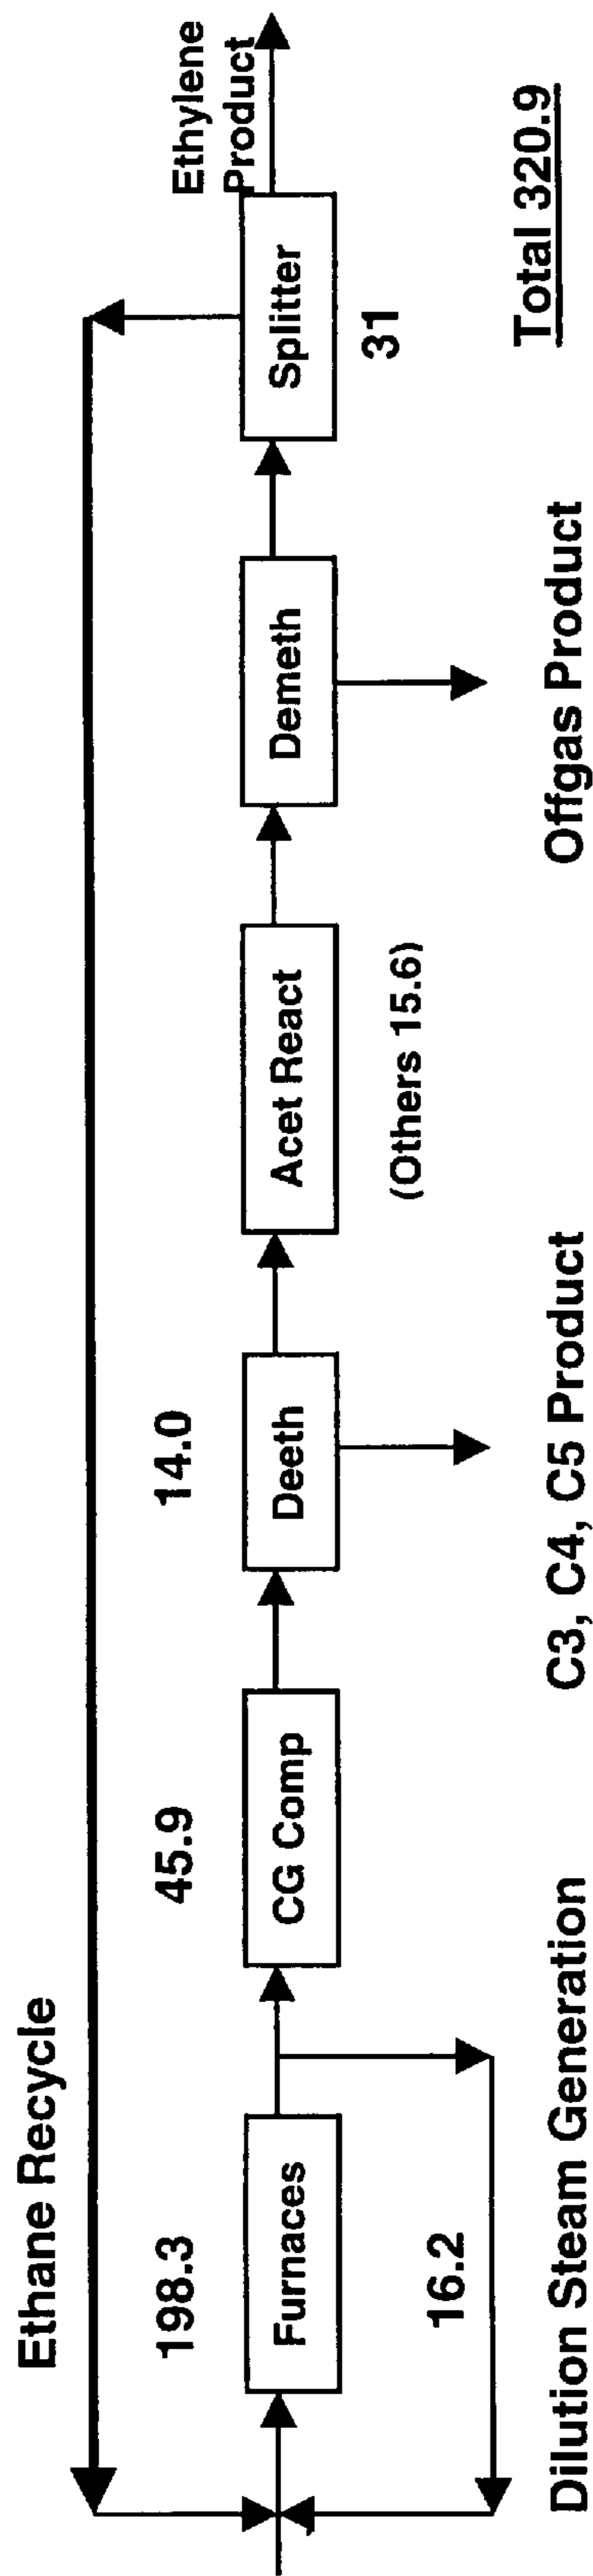 Ethane Recycle
198.3
45.9
14.0
Ethylene
Product
Furnaces
CG Comp
Deeth
Acet React
Demeth
Splitter
16.2
(Others 15.6)
31
Dilution Steam Generation
C3, C4, C5 Product
Offgas Product
Total 320.9